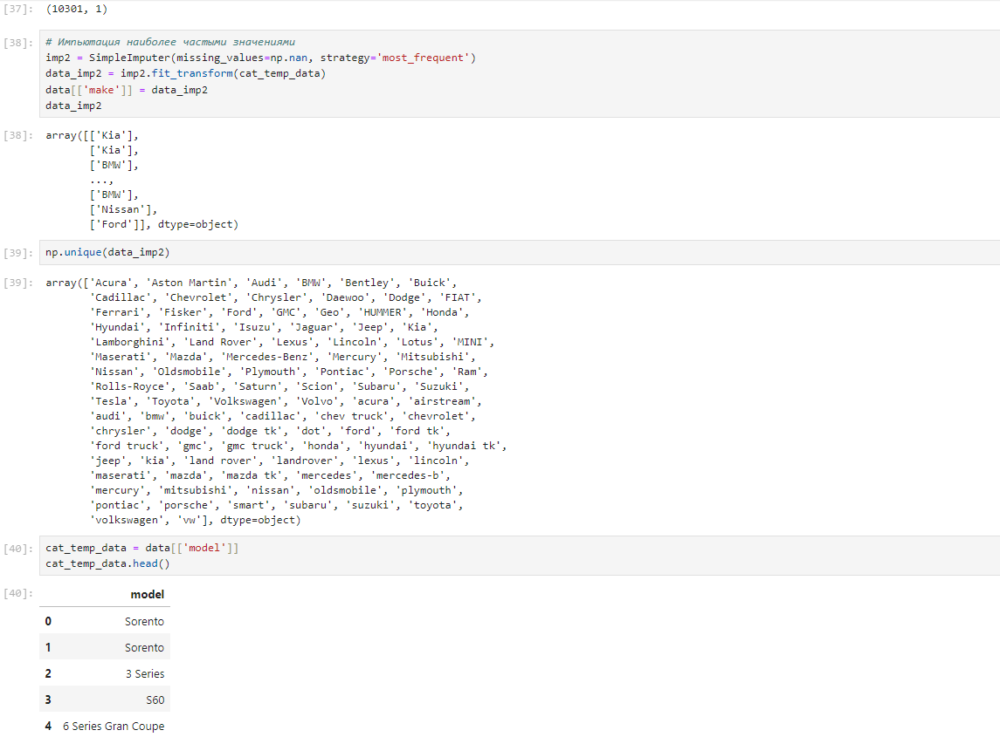 [37]: (10301, 1)
[38]: # Импьютация наиболее частыми значениями
imp2 = SimpleImputer(missing_values=np.nan, strategy='most_frequent')
data_imp2 = imp2.fit_transform(cat_temp_data)
data[['make']] = data_imp2
data_imp2
[38]: array([['Kia'],
['Kia'],
['BMW'],
...,
['BMW'],
['Nissan'],
['Ford']], dtype=object)
[39]: np.unique(data_imp2)
[39]: array(['Acura', 'Aston Martin', 'Audi', 'BMW', 'Bentley', 'Buick',
'Cadillac', 'Chevrolet', 'Chrysler', 'Daewoo', 'Dodge', 'FIAT',
'Ferrari', 'Fisker', 'Ford', 'GMC', 'Geo', 'HUMMER', 'Honda',
'Hyundai', 'Infiniti', 'Isuzu', 'Jaguar', 'Jeep', 'Kia',
'Lamborghini', 'Land Rover', 'Lexus', 'Lincoln', 'Lotus', 'MINI',
'Maserati', 'Mazda', 'Mercedes-Benz', 'Mercury', 'Mitsubishi',
'Nissan', 'Oldsmobile', 'Plymouth', 'Pontiac', 'Porsche', 'Ram',
'Rolls-Royce', 'Saab', 'Saturn', 'Scion', 'Subaru', 'Suzuki',
'Tesla', 'Toyota', 'Volkswagen', 'Volvo', 'acura', 'airstream',
'audi', 'bmw', 'buick', 'cadillac', 'chev truck', 'chevrolet',
'chrysler', 'dodge', 'dodge tk', 'dot', 'ford', 'ford tk',
'ford truck', 'gmc', 'gmc truck', 'honda', 'hyundai', 'hyundai tk',
'jeep', 'kia', 'land rover', 'landrover', 'lexus', 'lincoln',
'maserati', 'mazda', 'mazda tk', 'mercedes', 'mercedes-b',
'mercury', 'mitsubishi', 'nissan', 'oldsmobile', 'plymouth',
'pontiac', 'porsche', 'smart', 'subaru', 'suzuki', 'toyota',
'volkswagen', 'vw'], dtype=object)
[40]: cat_temp_data = data[['model']]
cat_temp_data.head()
[40]: model
0 Sorento
1 Sorento
2 3 Series
3 S60
4 6 Series Gran Coupe